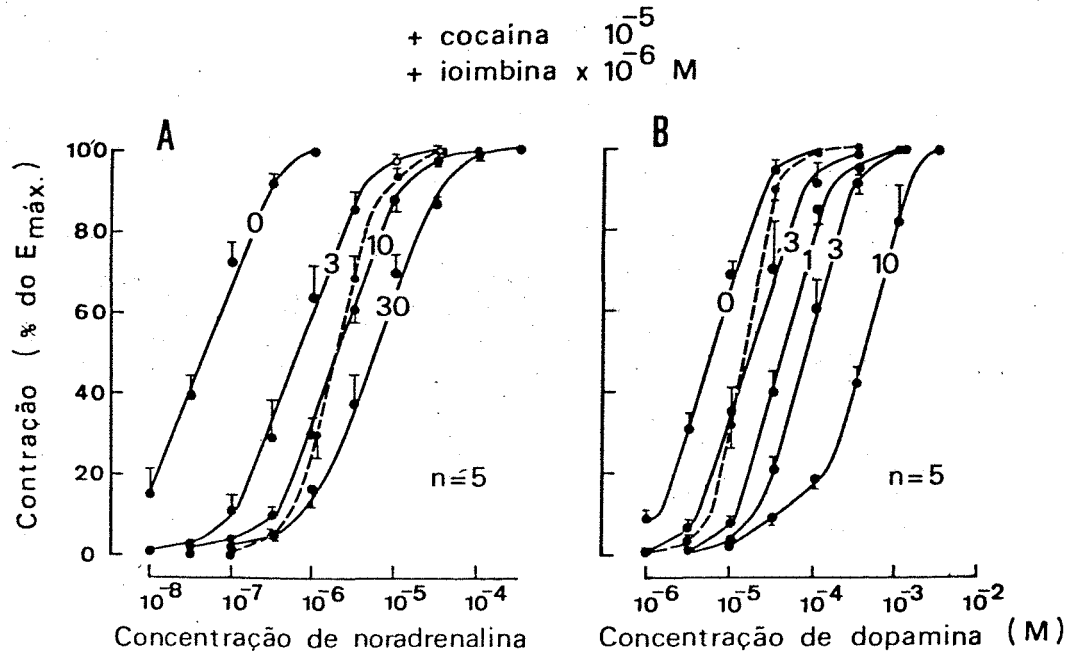 + cocaína 10⁻⁵
+ ioimbina x 10⁻⁶ M
A
B
Contração (% do Emáx.)
100
80
60
40
20
0
0
3
10
30
n=5
0
3
1
3
10
n=5
10⁻⁸ 10⁻⁷ 10⁻⁶ 10⁻⁵ 10⁻⁴
10⁻⁶ 10⁻⁵ 10⁻⁴ 10⁻³ 10⁻²
Concentração de noradrenalina
Concentração de dopamina (M)